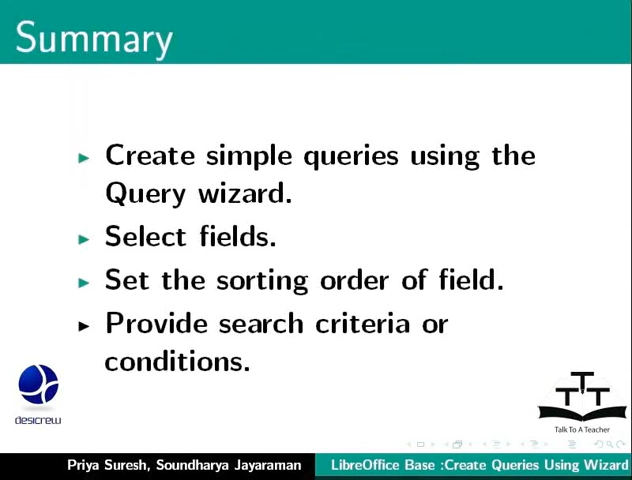 Summary
Create simple queries using the
Query wizard.
Select fields.
Set the sorting order of field.
Provide search criteria or
conditions.
desicrew
TTT
Talk To A Teacher
Priya Suresh, Soundharya Jayaraman
LibreOffice Base :Create Queries Using Wizard